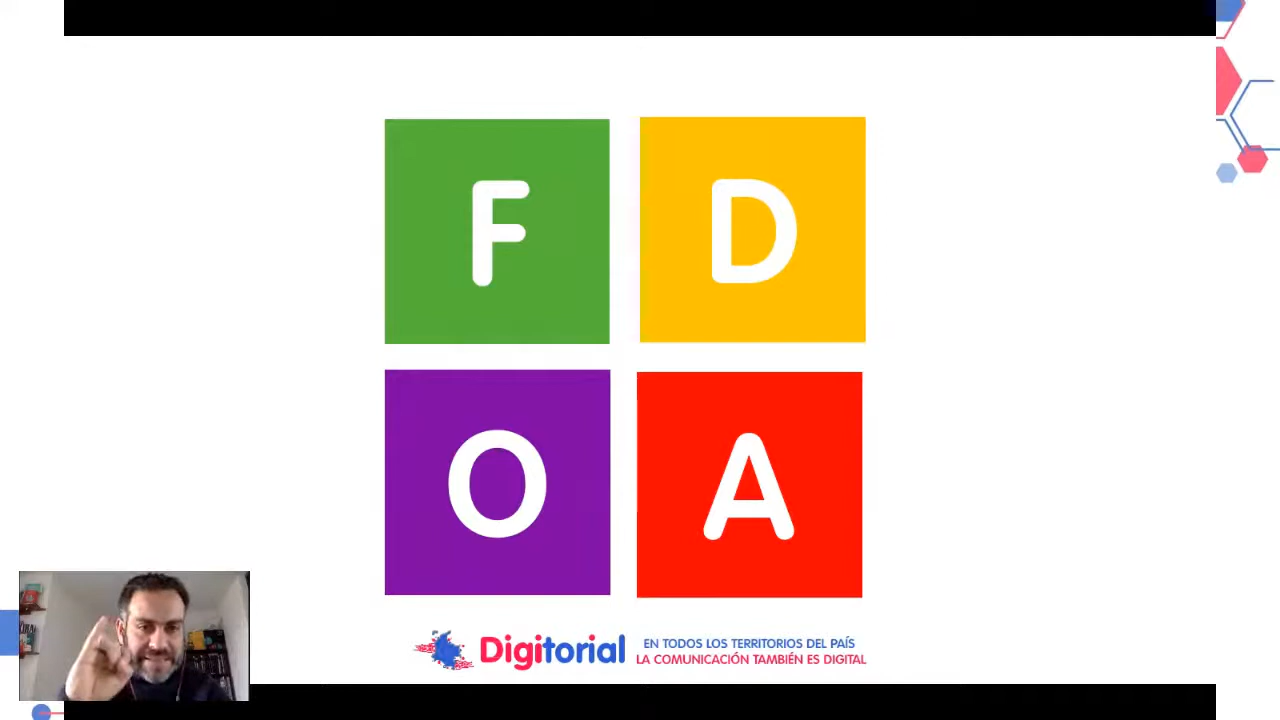 F
D
O
A
Digitorial
EN TODOS LOS TERRITORIOS DEL PAÍS
LA COMUNICACIÓN TAMBIÉN ES DIGITAL